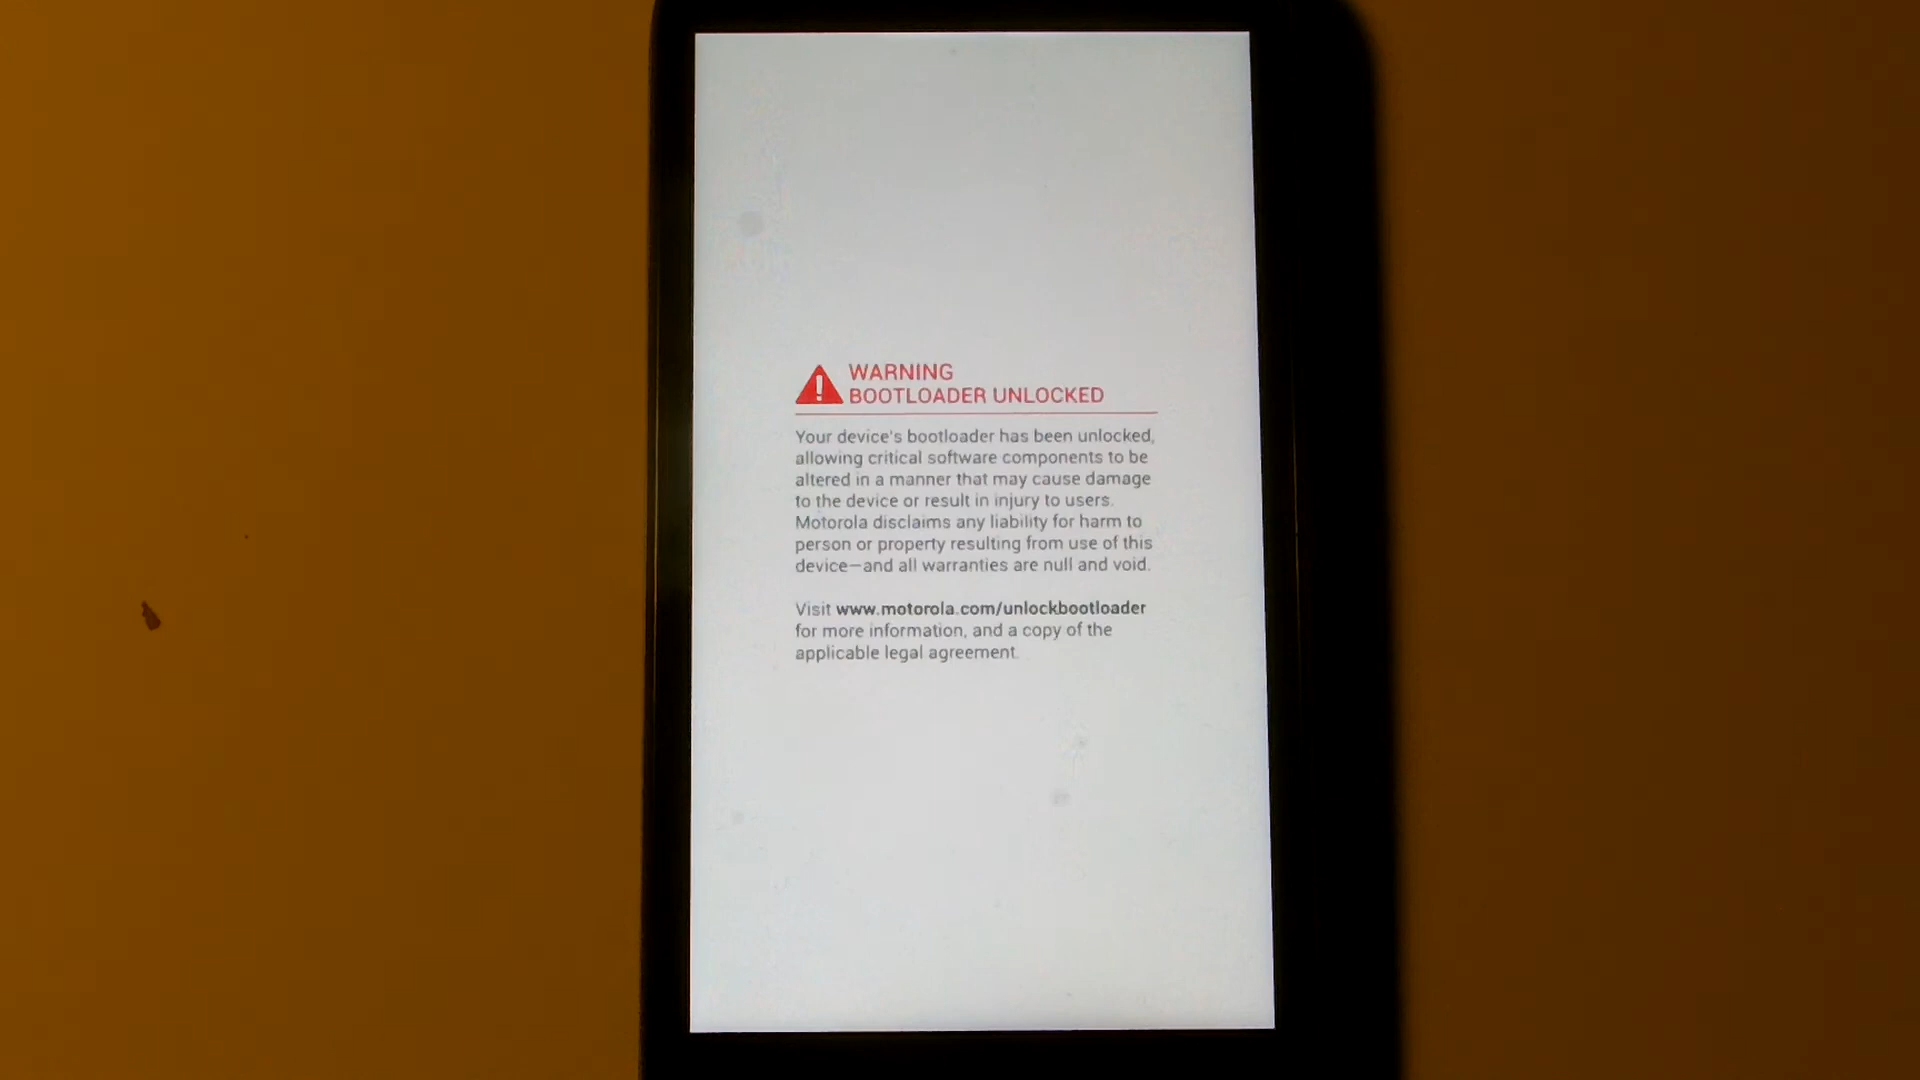 WARNING
BOOTLOADER UNLOCKED
Your device's bootloader has been unlocked,
allowing critical software components to be
altered in a manner that may cause damage
to the device or result in injury to users.
Motorola disclaims any liability for harm to
person or property resulting from use of this
device—and all warranties are null and void.
Visit www.motorola.com/unlockbootloader
for more information, and a copy of the
applicable legal agreement.